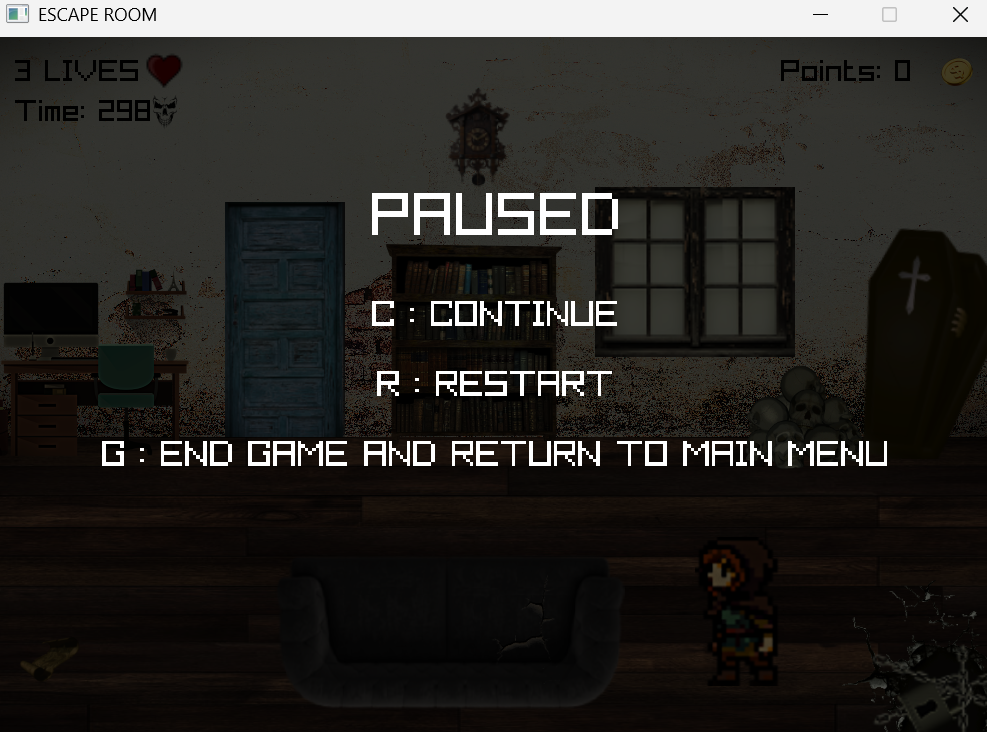 ESCAPE ROOM
3 LIVES
Points: 0
Time: 298
PAUSED
C : CONTINUE
R : RESTART
G : END GAME AND RETURN TO MAIN MENU